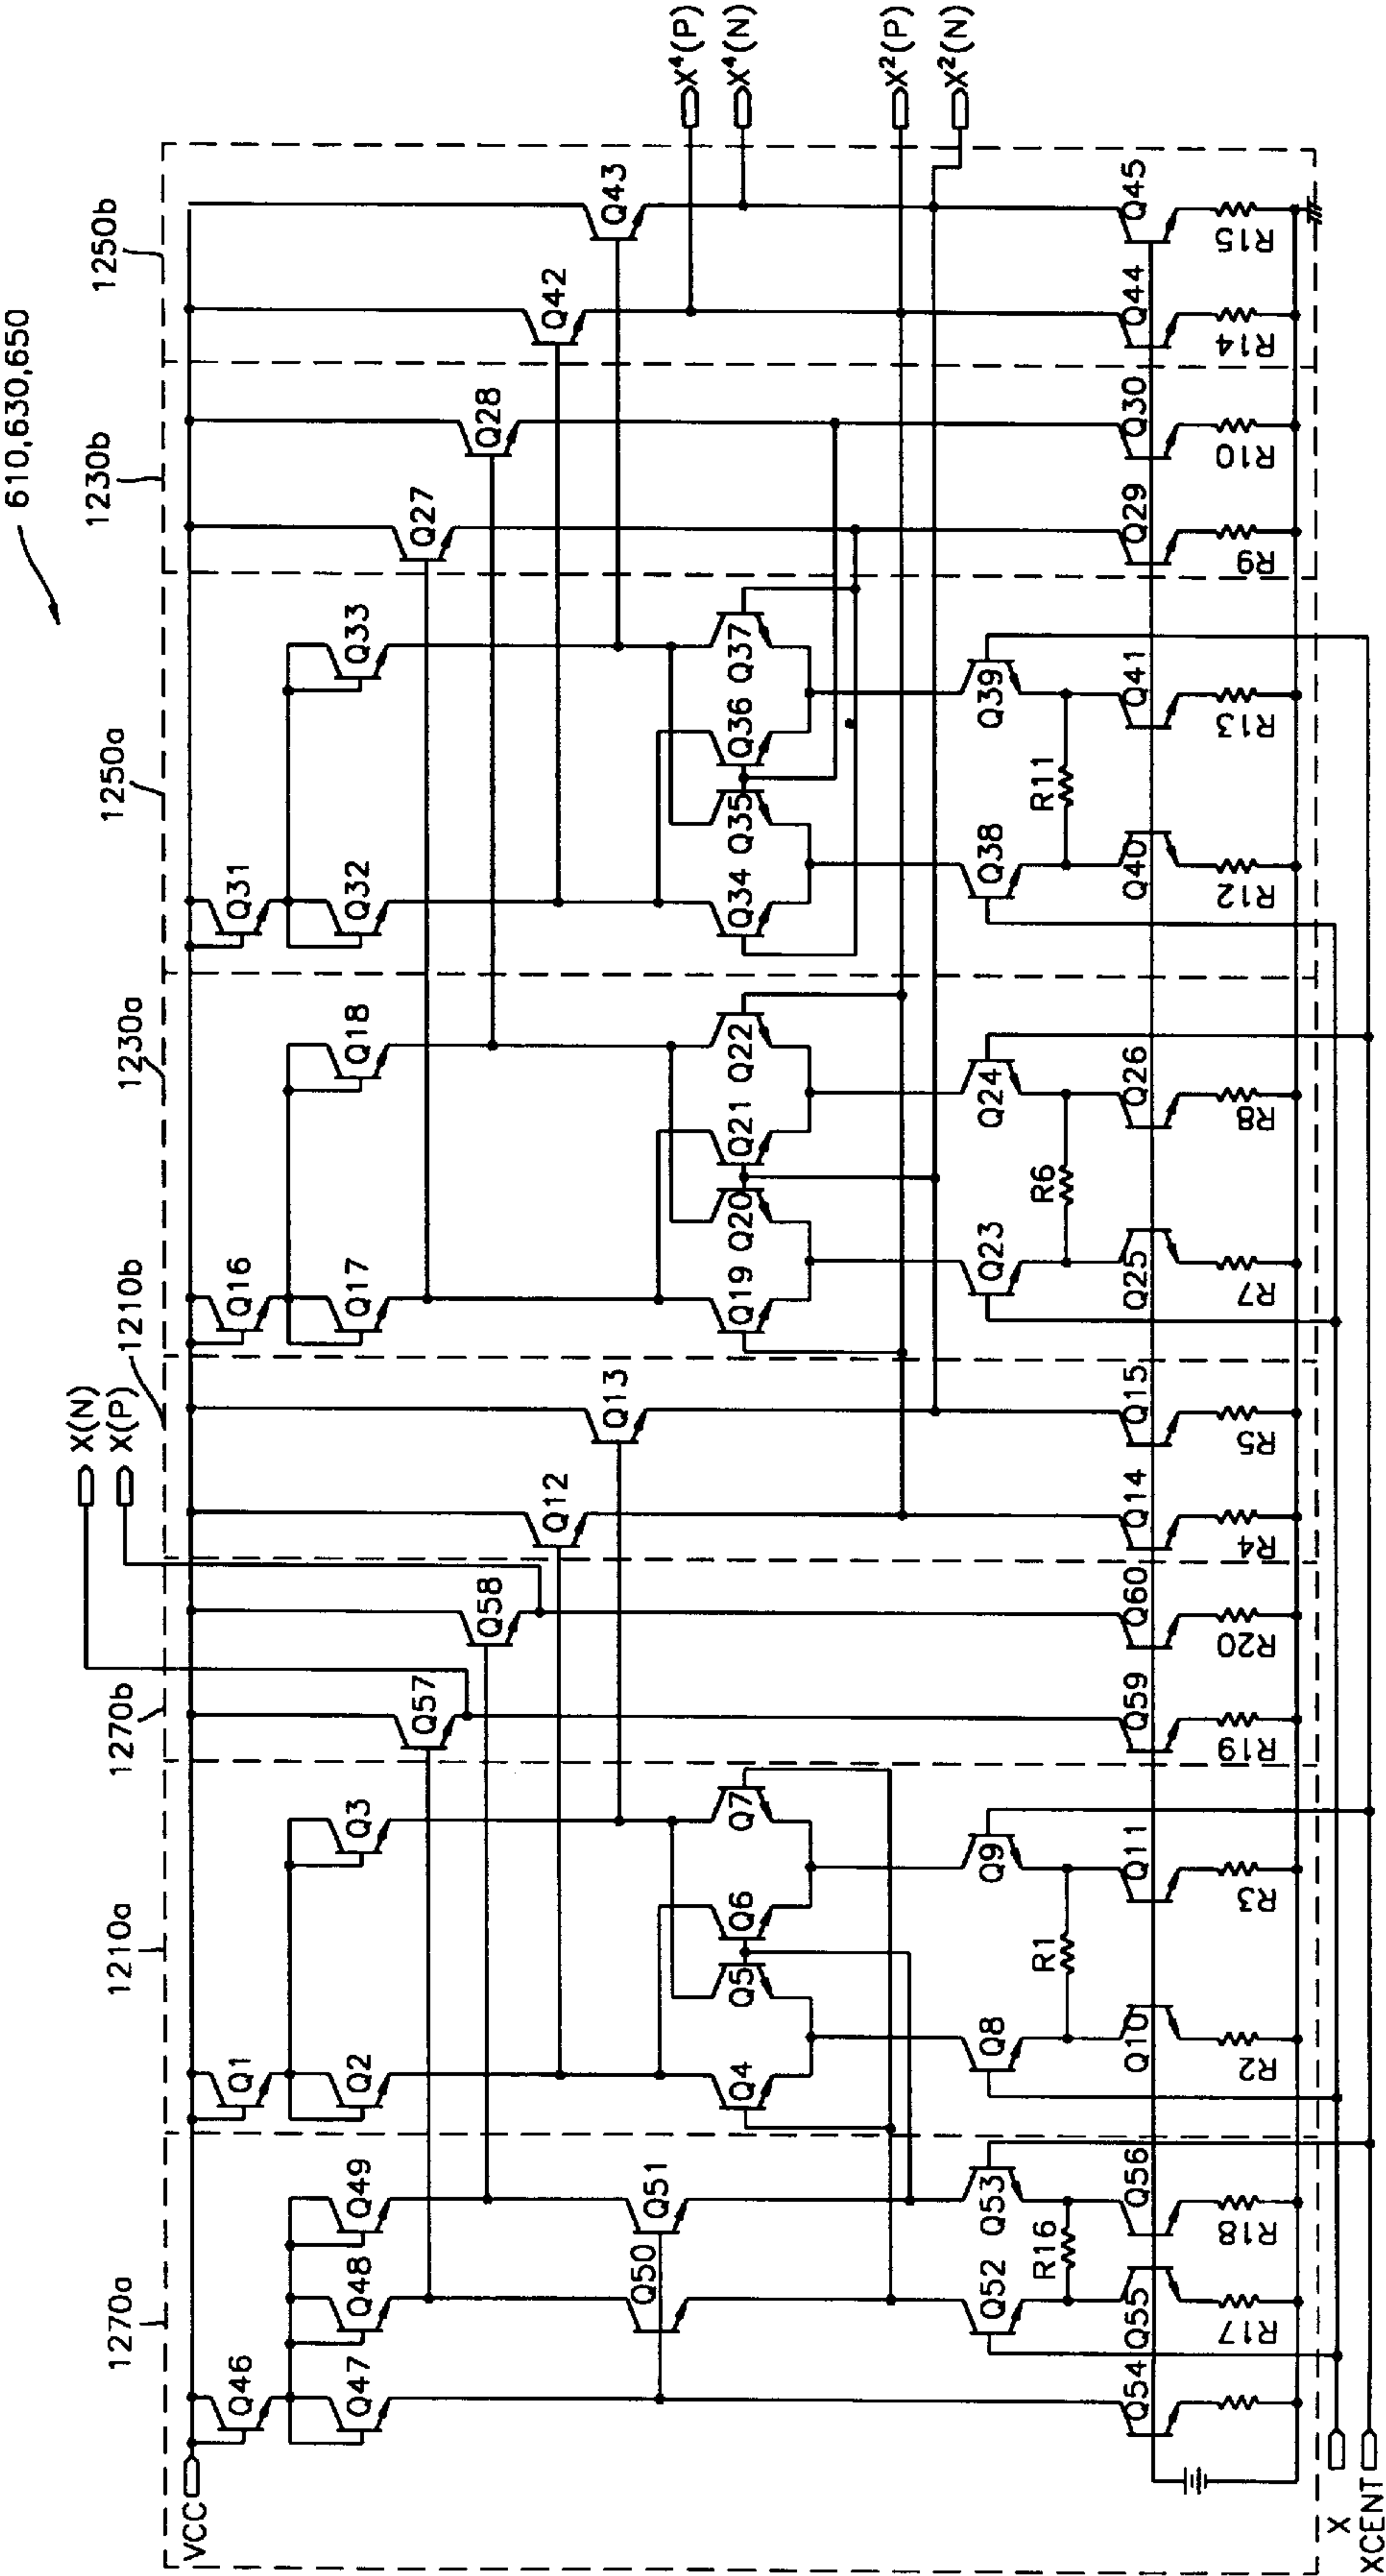 610,630,650
1270a
1210a
1270b
1210b
1230a
1250a
1230b
1250b
X(N)
X(P)
VCC
Q46
Q47
Q48
Q49
Q1
Q2
Q3
Q57
Q58
Q12
Q13
Q16
Q17
Q18
Q31
Q32
Q33
Q27
Q28
Q42
Q43
Q50
Q51
Q4
Q5
Q6
Q7
Q19
Q20
Q21
Q22
Q34
Q35
Q36
Q37
X⁴(P)
X⁴(N)
X²(P)
X²(N)
Q52
Q53
Q8
Q9
Q23
Q24
Q38
Q39
R16
R1
R6
R11
Q54
Q55
Q56
Q10
Q11
Q59
Q60
Q14
Q15
Q25
Q26
Q40
Q41
Q29
Q30
Q44
Q45
R17
R18
R2
R3
R19
R20
R4
R5
R7
R8
R12
R13
R9
R10
R14
R15
X
XCENT